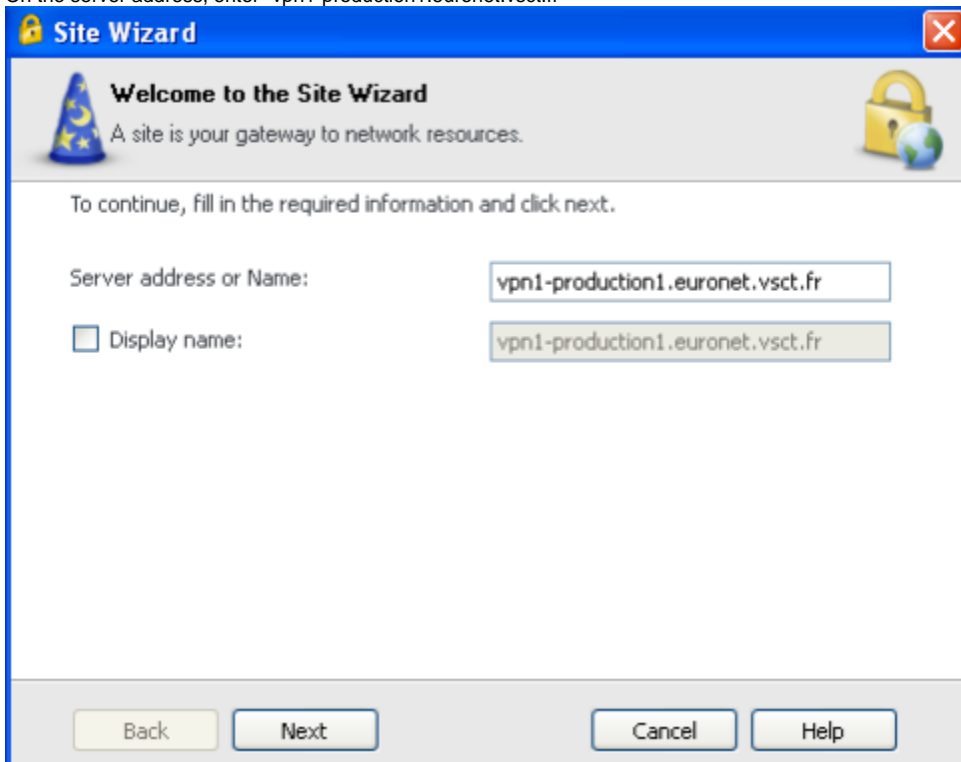 Site Wizard
Welcome to the Site Wizard
A site is your gateway to network resources.
To continue, fill in the required information and click next.
Server address or Name: vpn1-production1.euronet.vsct.fr
Display name: vpn1-production1.euronet.vsct.fr
Back Next Cancel Help